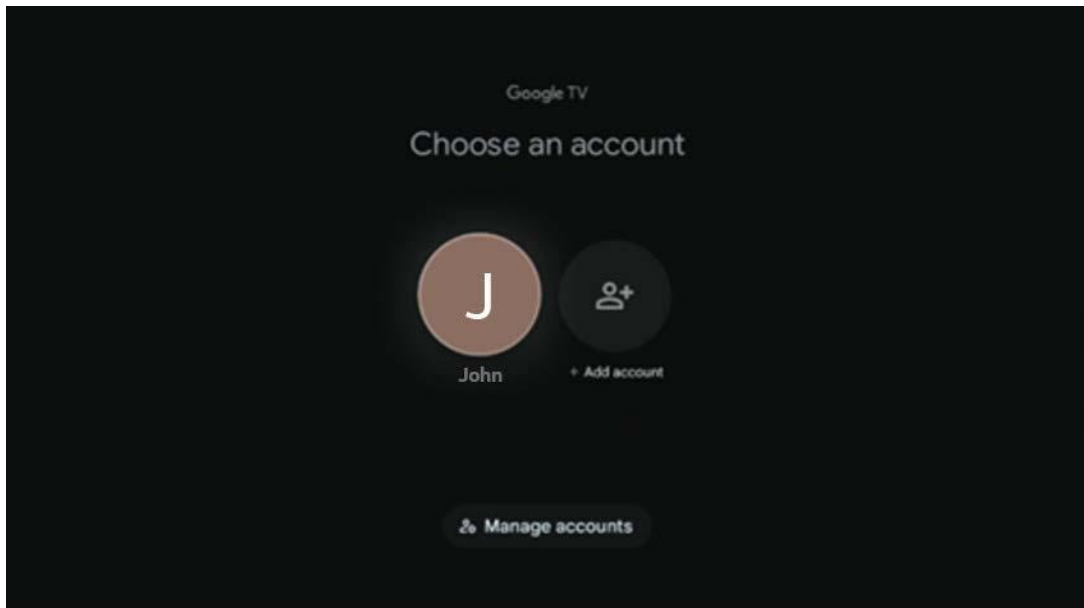 Google TV
Choose an account
J
John
+ Add account
Manage accounts